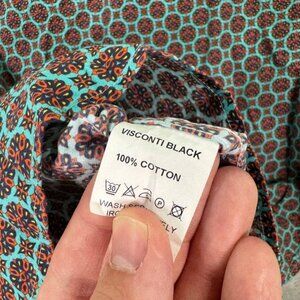 VISCONTI BLACK
100% COTTON
30 P
WASH